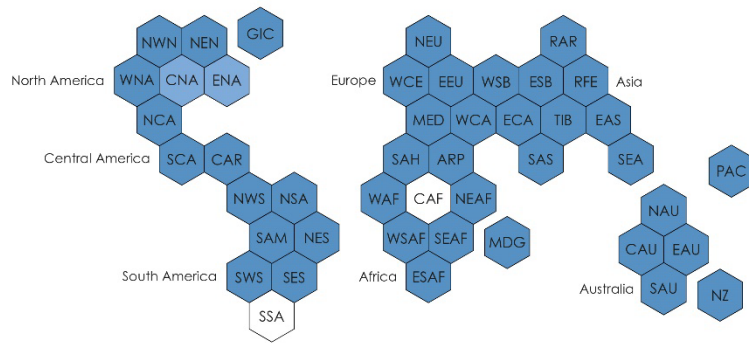 NWN NEN GIC
North America WNA CNA ENA
NCA
Central America SCA CAR
NWS NSA
SAM NES
South America SWS SES
SSA
NEU RAR
Europe WCE EEU WSB ESB RFE Asia
MED WCA ECA TIB EAS
SAH ARP SAS SEA
WAF CAF NEAF
WSAF SEAF MDG
Africa ESAF
PAC
NAU
CAU EAU
Australia SAU NZ